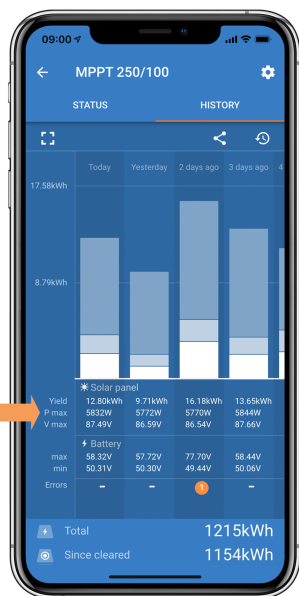 09:00
MPPT 250/100
STATUS HISTORY
Today Yesterday 2 days ago 3 days ago 4
17.58kWh
8.79kWh
Solar panel
Yield 12.80kWh 9.71kWh 16.18kWh 13.65kWh
P max 5832W 5772W 5770W 5844W
V max 87.49V 86.59V 86.54V 87.66V
Battery
max 58.32V 57.72V 77.70V 58.44V
min 50.31V 50.30V 49.44V 50.06V
Errors – – 1 –
Total 1215kWh
Since cleared 1154kWh